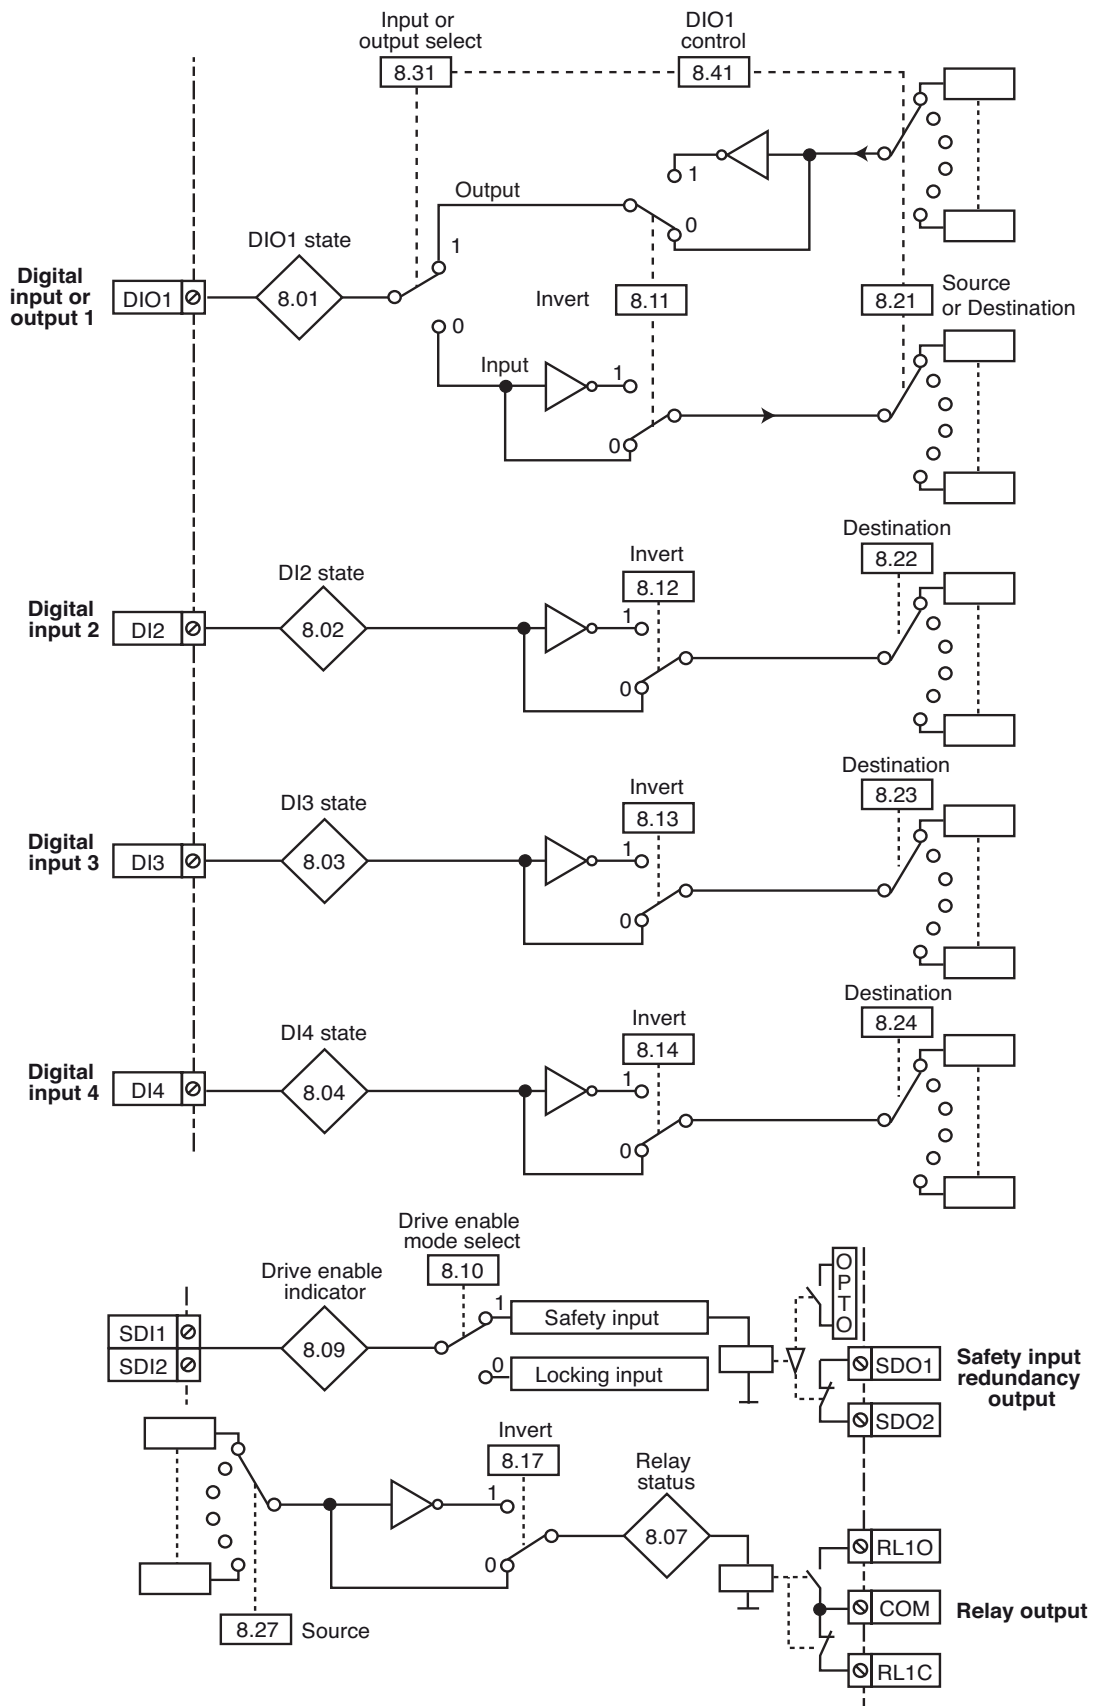 Input or
output select
8.31
DIO1
control
8.41
1
Output
0
DIO1 state
1
Digital
input or
output 1
DIO1
8.01
Invert
8.11
8.21
Source
or Destination
0
Input
1
0
Destination
8.22
Invert
8.12
DI2 state
Digital
input 2
DI2
8.02
1
0
Destination
8.23
Invert
8.13
DI3 state
Digital
input 3
DI3
8.03
1
0
Destination
8.24
Invert
8.14
DI4 state
Digital
input 4
DI4
8.04
1
0
Drive enable
mode select
8.10
Drive enable
indicator
OPTO
1
Safety input
SDI1
SDI2
8.09
0
Locking input
SDO1
SDO2
Safety input
redundancy
output
Invert
8.17
Relay
status
1
8.07
0
RL1O
COM
Relay output
RL1C
8.27
Source